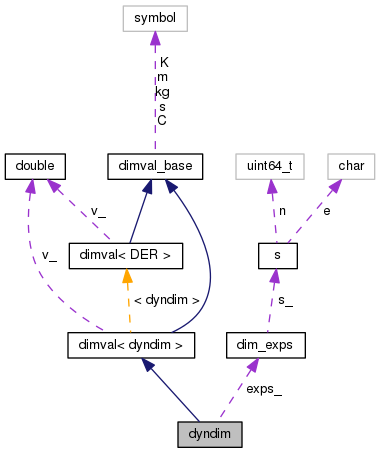 symbol
K
m
kg
s
C
double
dimval_base
uint64_t
char
v_
n
e
dimval< DER >
s
v_
< dyndim >
s_
dimval< dyndim >
dim_exps
exps_
dyndim